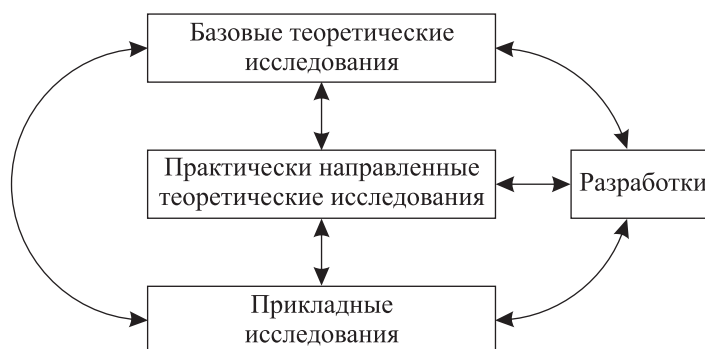 Базовые теоретические
исследования
Практически направленные
теоретические исследования
Разработки
Прикладные
исследования